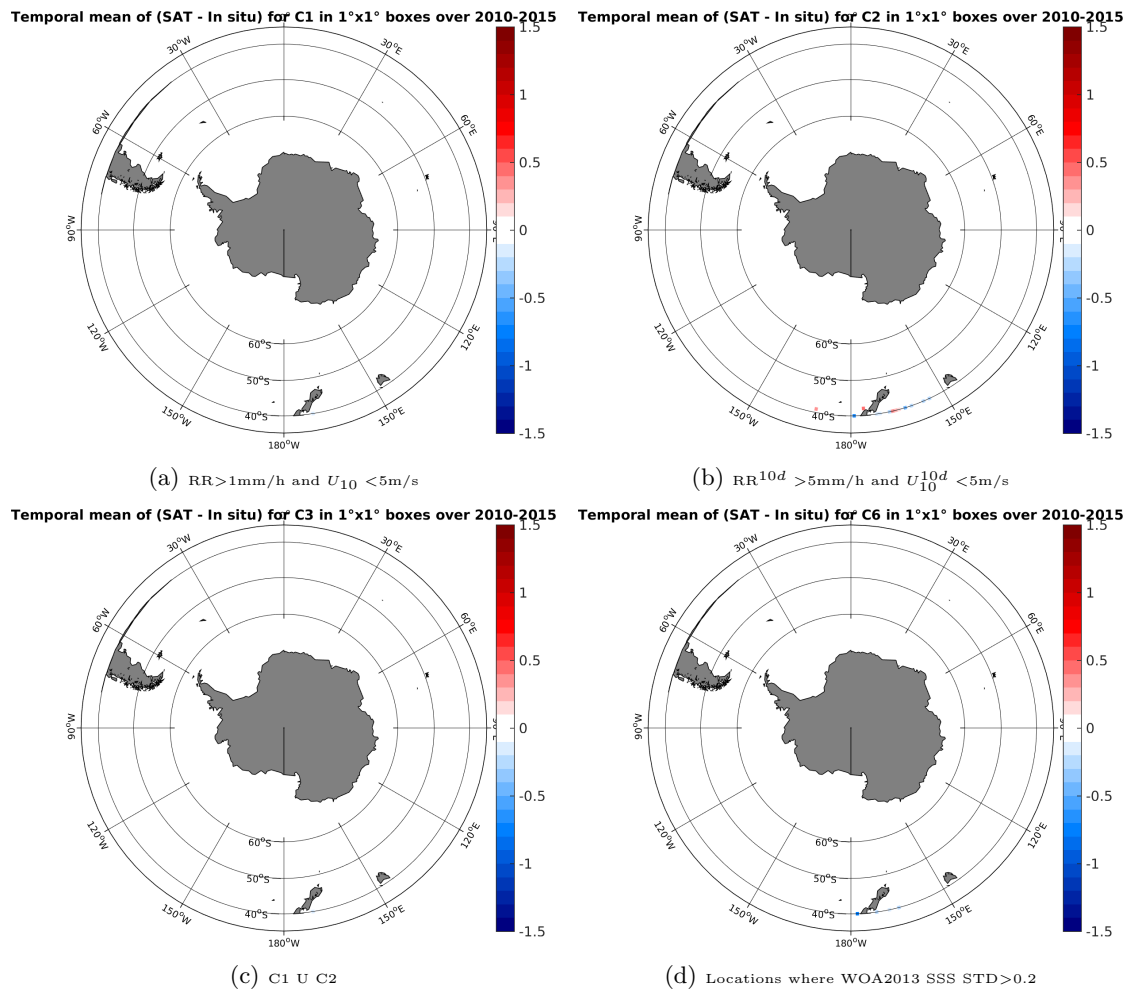 Temporal mean of (SAT - In situ) for C1 in 1°x1° boxes over 2010-2015
30°W
30°E
60°W
60°E
90°W
120°W
120°E
150°W
150°E
180°W
60°S
50°S
40°S
1.5
1
0.5
0
-0.5
-1
-1.5
(a) RR>1mm/h and U10 <5m/s
Temporal mean of (SAT - In situ) for C2 in 1°x1° boxes over 2010-2015
30°W
30°E
60°W
60°E
90°W
120°W
120°E
150°W
150°E
180°W
60°S
50°S
40°S
1.5
1
0.5
0
-0.5
-1
-1.5
(b) RR10d >5mm/h and U10 10d <5m/s
Temporal mean of (SAT - In situ) for C3 in 1°x1° boxes over 2010-2015
30°W
30°E
60°W
60°E
90°W
120°W
120°E
150°W
150°E
180°W
60°S
50°S
40°S
1.5
1
0.5
0
-0.5
-1
-1.5
(c) C1 U C2
Temporal mean of (SAT - In situ) for C6 in 1°x1° boxes over 2010-2015
30°W
30°E
60°W
60°E
90°W
120°W
120°E
150°W
150°E
180°W
60°S
50°S
40°S
1.5
1
0.5
0
-0.5
-1
-1.5
(d) Locations where WOA2013 SSS STD>0.2